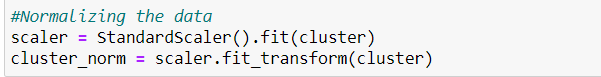 #Normalizing the data
scaler = StandardScaler().fit(cluster)
cluster_norm = scaler.fit_transform(cluster)